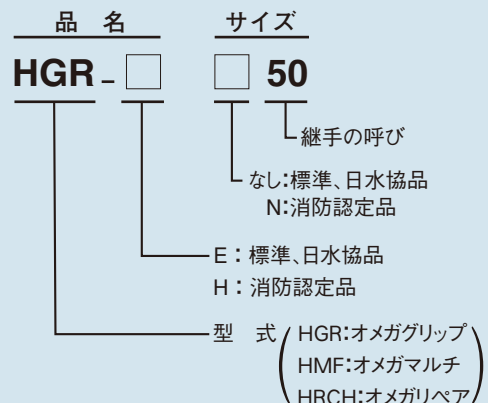 品 名 サイズ
HGR-□ □ 50
継手の呼び
なし:標準、日水協品
N:消防認定品
E:標準、日水協品
H:消防認定品
型 式 HGR:オメガグリップ
HMF:オメガマルチ
HRCH:オメガリペア